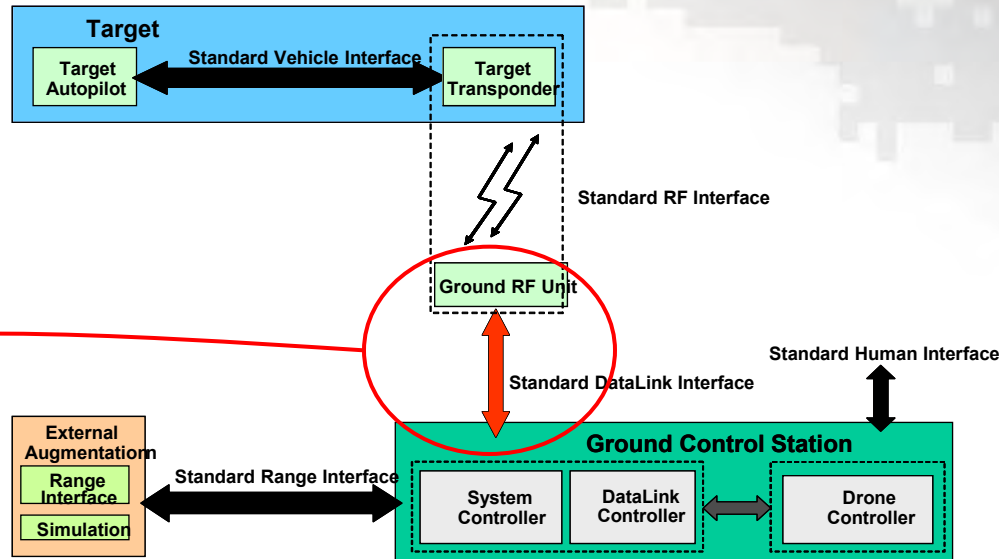 Target
Standard Vehicle Interface
Target
Autopilot
Target
Transponder
Standard RF Interface
Ground RF Unit
Standard Human Interface
Standard DataLink Interface
External
Augmentationn
Range
Interface
Simulation
Standard Range Interface
Ground Control Station
System
Controller
DataLink
Controller
Drone
Controller